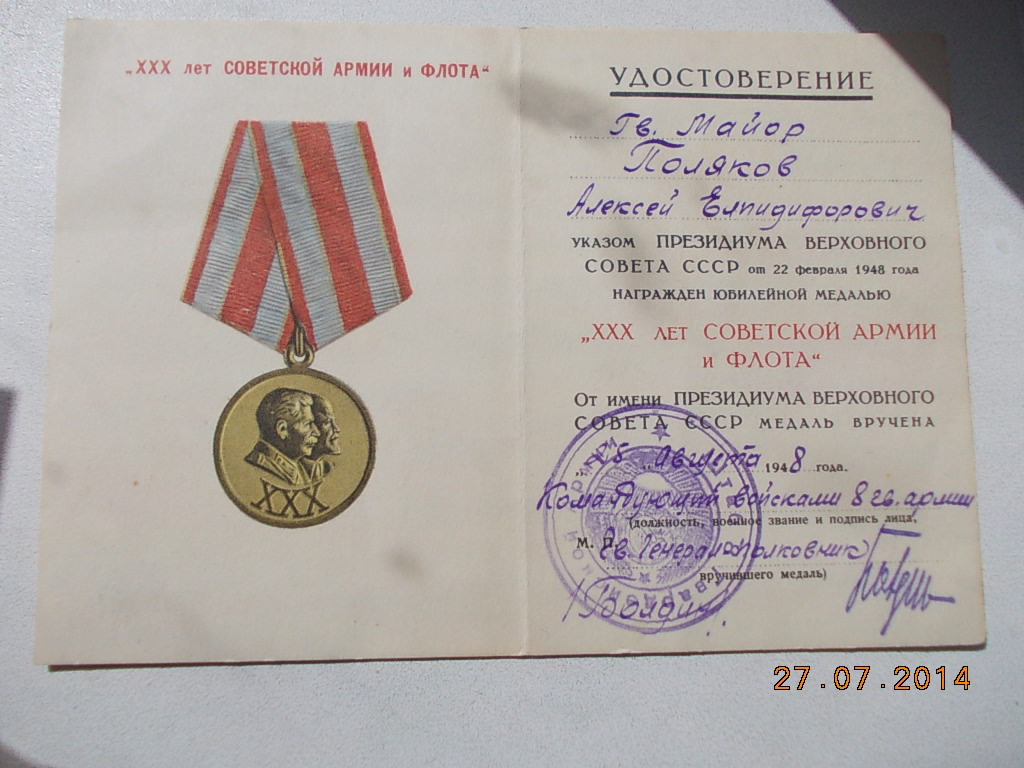 „XXX лет СОВЕТСКОЙ АРМИИ и ФЛОТА“
XXX
УДОСТОВЕРЕНИЕ
Гв. Майор
Поляков
Алексей Елпидифорович
УКАЗОМ ПРЕЗИДИУМА ВЕРХОВНОГО
СОВЕТА СССР от 22 февраля 1948 года
НАГРАЖДЕН ЮБИЛЕЙНОЙ МЕДАЛЬЮ
„XXX ЛЕТ СОВЕТСКОЙ АРМИИ
и ФЛОТА“
От имени ПРЕЗИДИУМА ВЕРХОВНОГО
СОВЕТА СССР МЕДАЛЬ ВРУЧЕНА
августа 1948 года.
Командующий войсками 8 гв. армии
(должность, военное звание и подпись лица,
М. П. Гв. Генерал-полковник
вручившего медаль)
27.07.2014